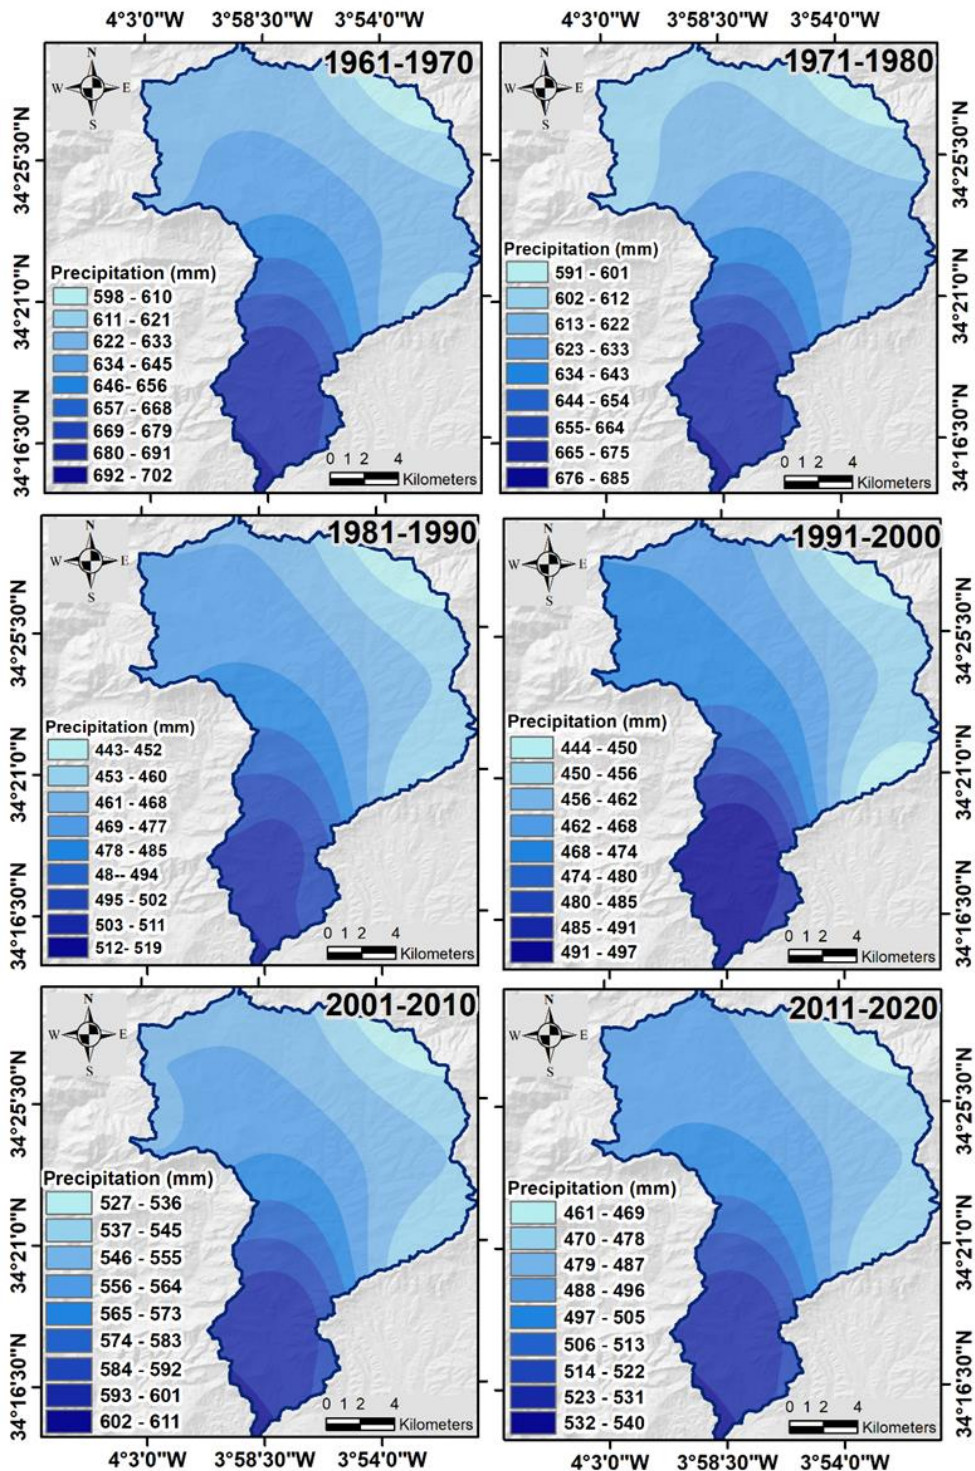 4°3'0"W 3°58'30"W 3°54'0"W 4°3'0"W 3°58'30"W 3°54'0"W
N
W E
S
1961-1970
34°25'30"N
34°21'0"N
34°16'30"N
Precipitation (mm)
598 - 610
611 - 621
622 - 633
634 - 645
646- 656
657 - 668
669 - 679
680 - 691
692 - 702
0 1 2 4
Kilometers
N
W E
S
1971-1980
34°25'30"N
34°21'0"N
34°16'30"N
Precipitation (mm)
591 - 601
602 - 612
613 - 622
623 - 633
634 - 643
644 - 654
655- 664
665 - 675
676 - 685
0 1 2 4
Kilometers
N
W E
S
1981-1990
34°25'30"N
34°21'0"N
34°16'30"N
Precipitation (mm)
443- 452
453 - 460
461 - 468
469 - 477
478 - 485
48-- 494
495 - 502
503 - 511
512- 519
0 1 2 4
Kilometers
N
W E
S
1991-2000
34°25'30"N
34°21'0"N
34°16'30"N
Precipitation (mm)
444 - 450
450 - 456
456 - 462
462 - 468
468 - 474
474 - 480
480 - 485
485 - 491
491 - 497
0 1 2 4
Kilometers
N
W E
S
2001-2010
34°25'30"N
34°21'0"N
34°16'30"N
Precipitation (mm)
527 - 536
537 - 545
546 - 555
556 - 564
565 - 573
574 - 583
584 - 592
593 - 601
602 - 611
0 1 2 4
Kilometers
N
W E
S
2011-2020
34°25'30"N
34°21'0"N
34°16'30"N
Precipitation (mm)
461 - 469
470 - 478
479 - 487
488 - 496
497 - 505
506 - 513
514 - 522
523 - 531
532 - 540
0 1 2 4
Kilometers
4°3'0"W 3°58'30"W 3°54'0"W 4°3'0"W 3°58'30"W 3°54'0"W